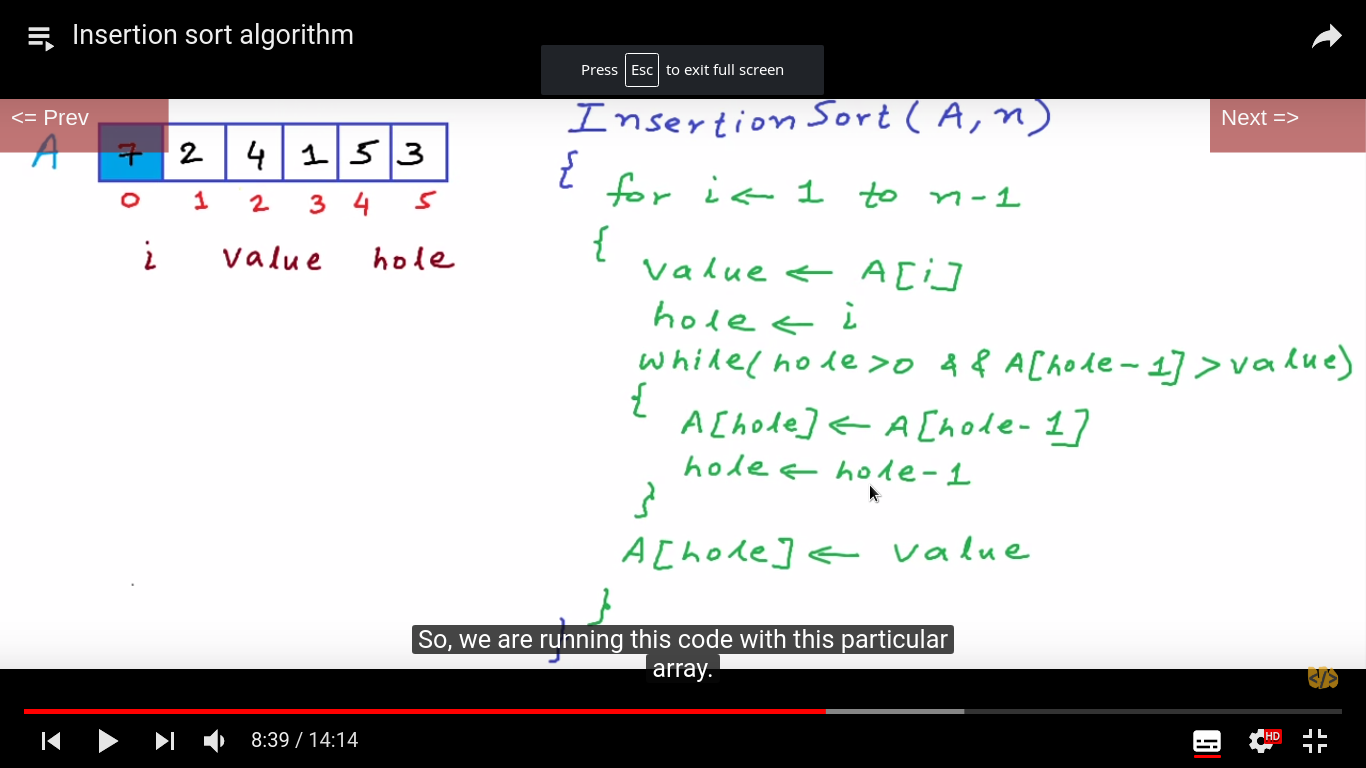 Insertion sort algorithm
Press Esc to exit full screen
<= Prev
Next =>
A 7 2 4 1 5 3
0 1 2 3 4 5
i value hole
InsertionSort(A,n)
{
for i ← 1 to n-1
{
value ← A[i]
hole ← i
while(hole>0 && A[hole-1]>value)
{
A[hole] ← A[hole-1]
hole ← hole-1
}
A[hole] ← value
}
}
So, we are running this code with this particular
array.
</>
8:39 / 14:14
HD